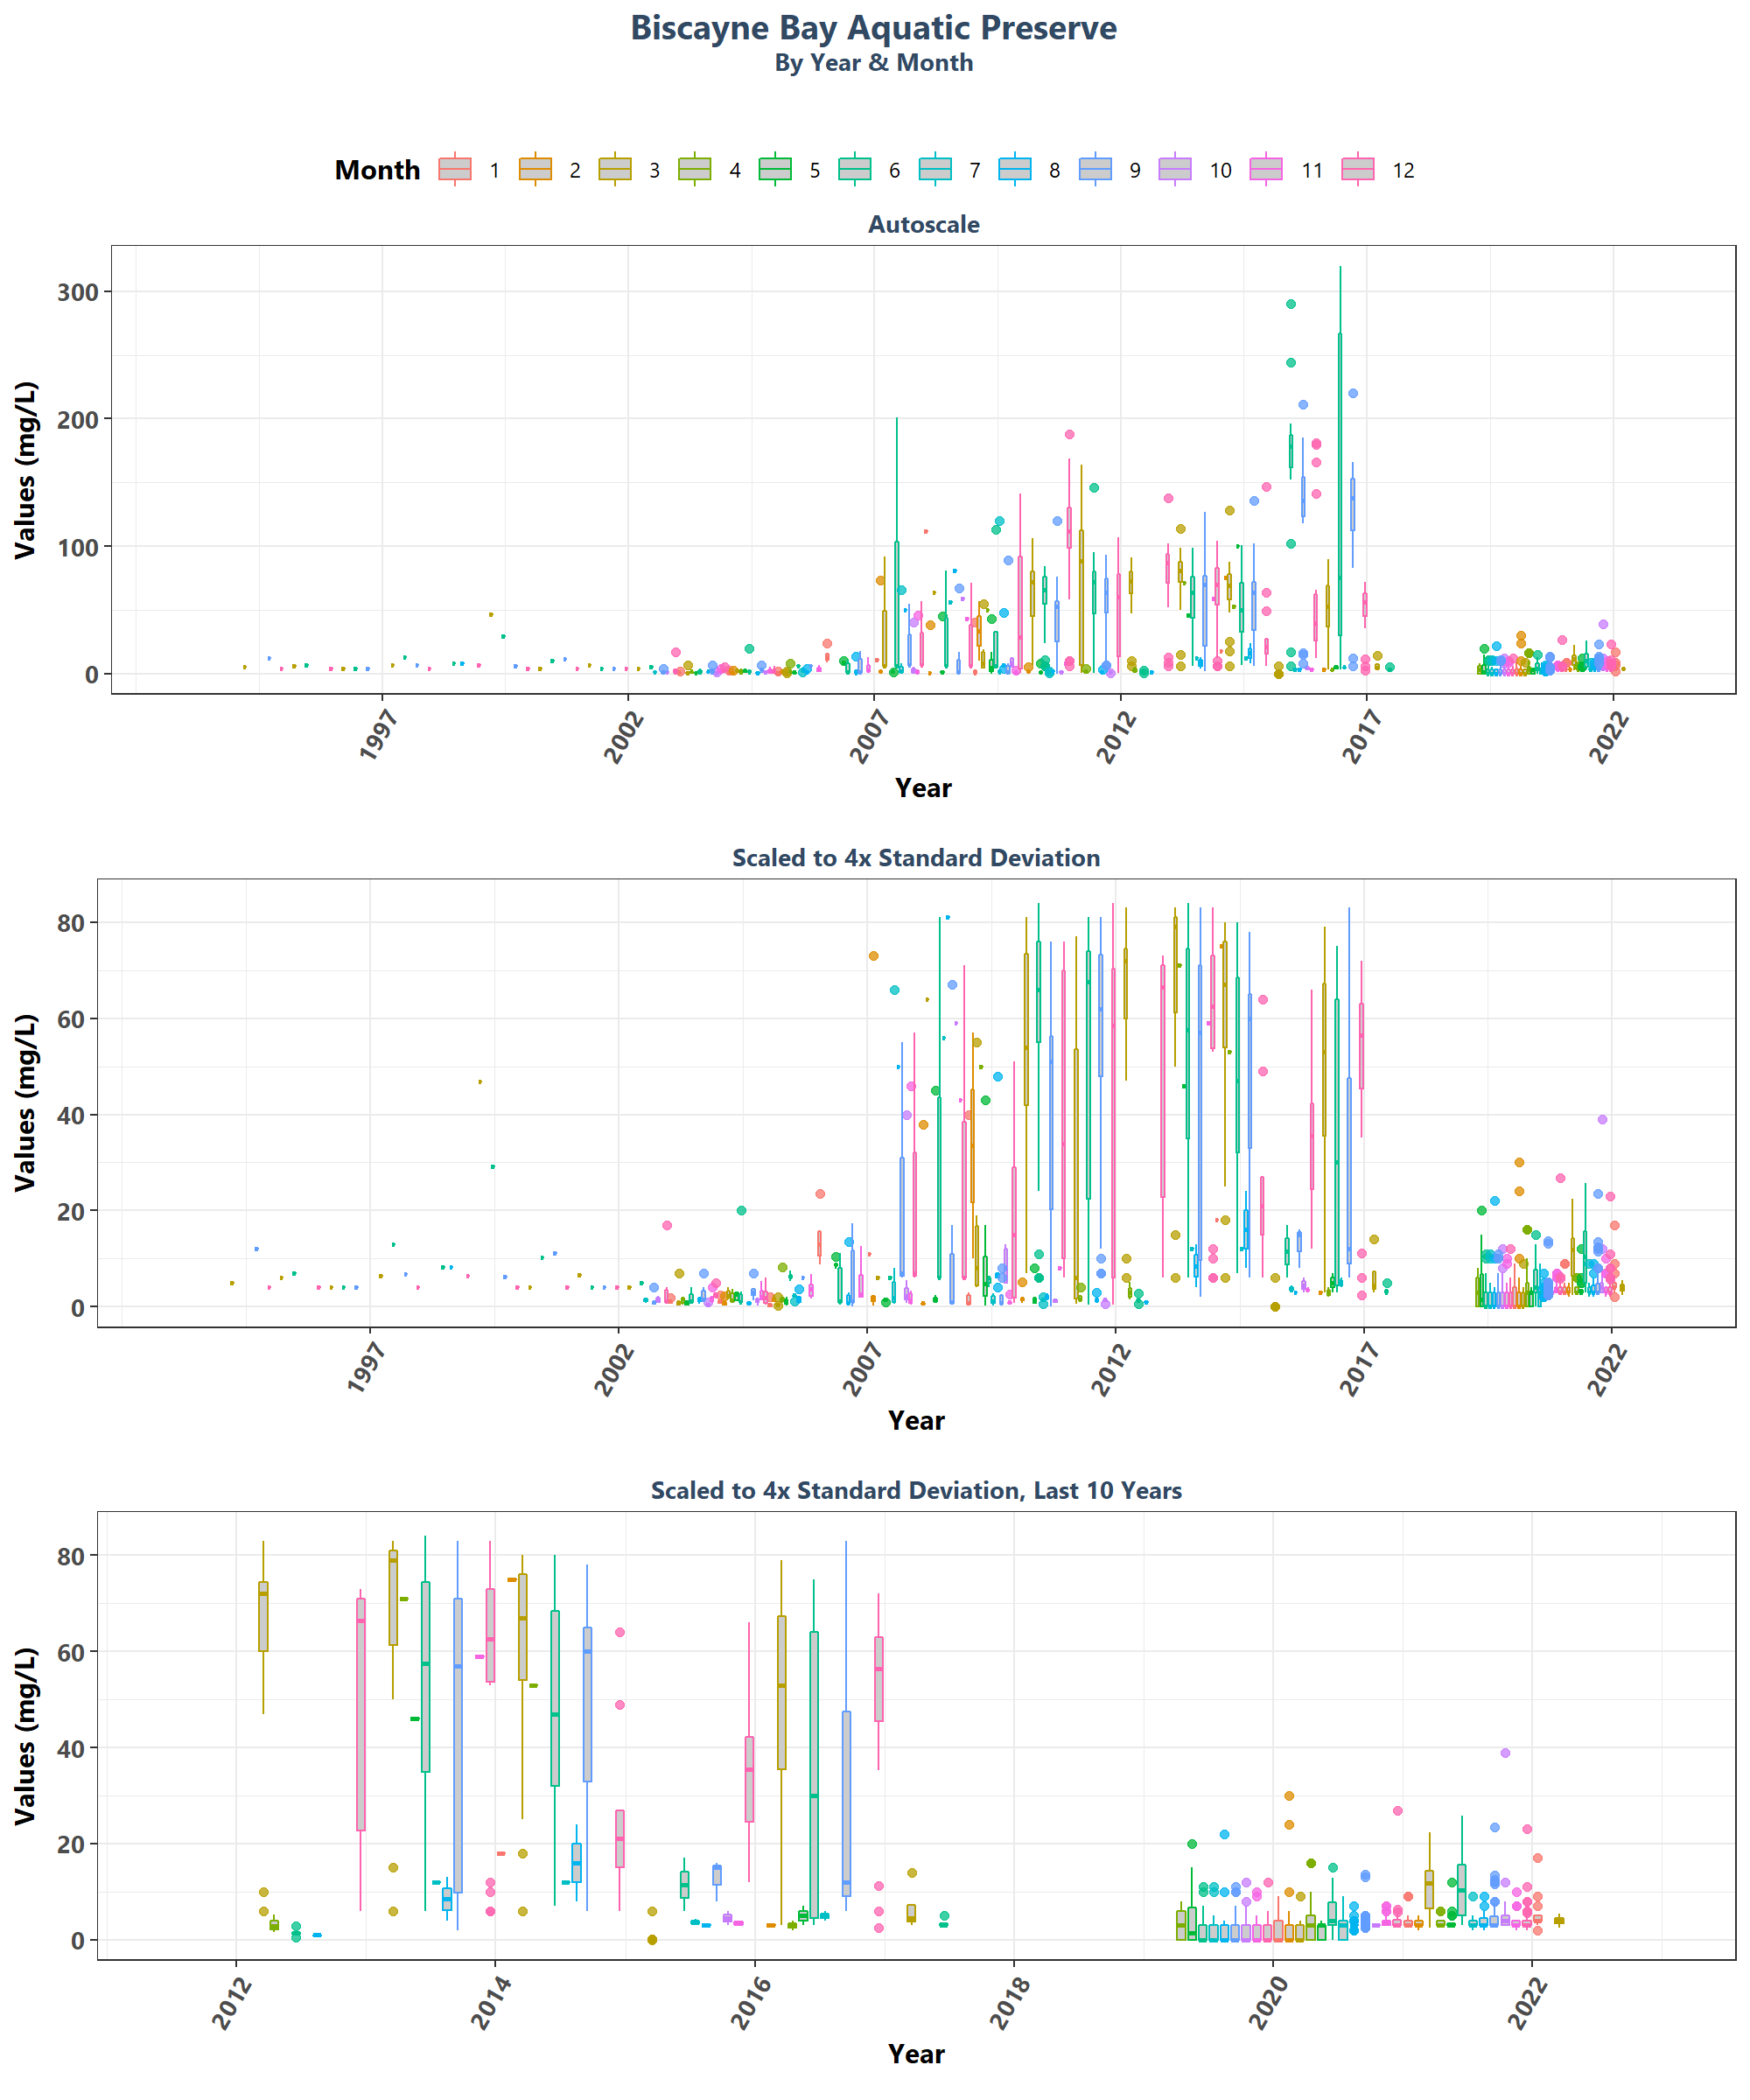 Biscayne Bay Aquatic Preserve
By Year & Month
Month 1 2 3 4 5 6 7 8 9 10 11 12
Autoscale
Values (mg/L)
300
200
100
0
1997 2002 2007 2012 2017 2022
Year
Scaled to 4x Standard Deviation
Values (mg/L)
80
60
40
20
0
1997 2002 2007 2012 2017 2022
Year
Scaled to 4x Standard Deviation, Last 10 Years
Values (mg/L)
80
60
40
20
0
2012 2014 2016 2018 2020 2022
Year